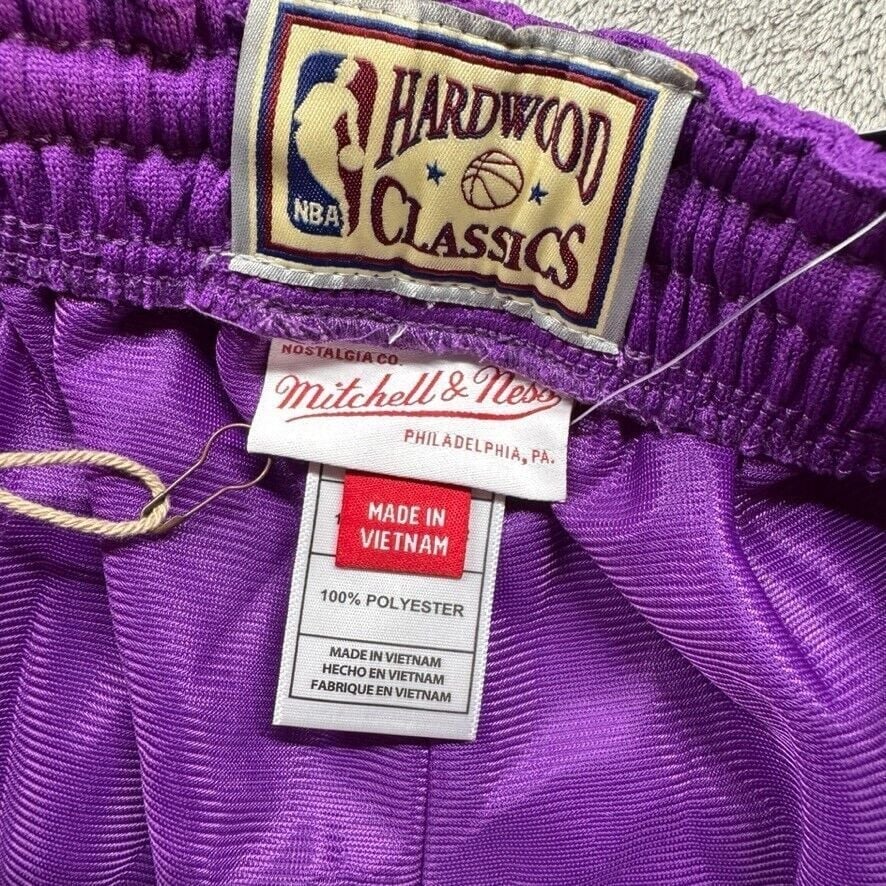 NBA
HARDWOOD
CLASSICS
NOSTALGIA CO.
Mitchell & Ness
PHILADELPHIA, PA.
MADE IN
VIETNAM
100% POLYESTER
MADE IN VIETNAM
HECHO EN VIETNAM
FABRIQUE EN VIETNAM